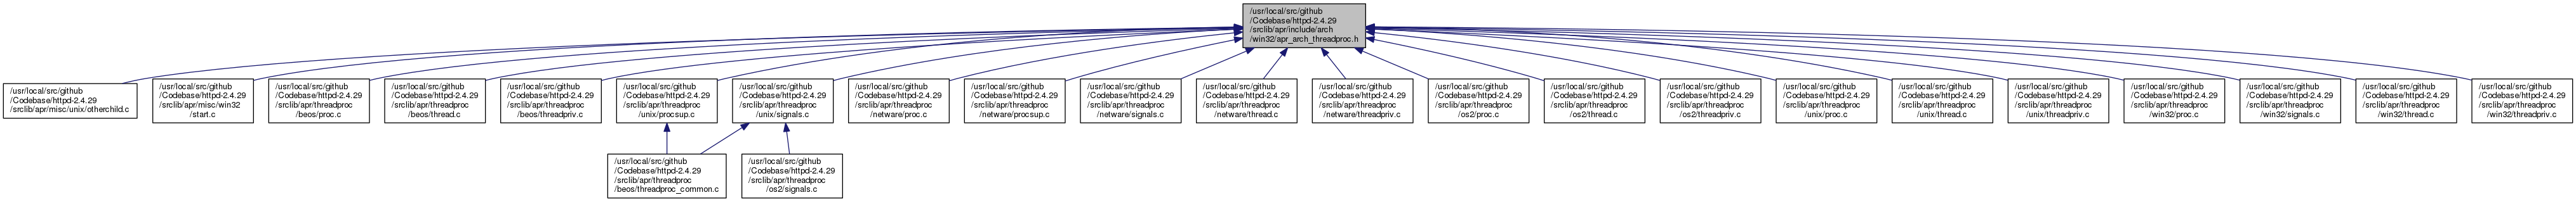 /usr/local/src/github
/Codebase/httpd-2.4.29
/srclib/apr/include/arch
/win32/apr_arch_threadproc.h
/usr/local/src/github
/Codebase/httpd-2.4.29
/srclib/apr/misc/unix/otherchild.c
/usr/local/src/github
/Codebase/httpd-2.4.29
/srclib/apr/misc/win32
/start.c
/usr/local/src/github
/Codebase/httpd-2.4.29
/srclib/apr/threadproc
/beos/proc.c
/usr/local/src/github
/Codebase/httpd-2.4.29
/srclib/apr/threadproc
/beos/thread.c
/usr/local/src/github
/Codebase/httpd-2.4.29
/srclib/apr/threadproc
/beos/threadpriv.c
/usr/local/src/github
/Codebase/httpd-2.4.29
/srclib/apr/threadproc
/unix/procsup.c
/usr/local/src/github
/Codebase/httpd-2.4.29
/srclib/apr/threadproc
/unix/signals.c
/usr/local/src/github
/Codebase/httpd-2.4.29
/srclib/apr/threadproc
/netware/proc.c
/usr/local/src/github
/Codebase/httpd-2.4.29
/srclib/apr/threadproc
/netware/procsup.c
/usr/local/src/github
/Codebase/httpd-2.4.29
/srclib/apr/threadproc
/netware/signals.c
/usr/local/src/github
/Codebase/httpd-2.4.29
/srclib/apr/threadproc
/netware/thread.c
/usr/local/src/github
/Codebase/httpd-2.4.29
/srclib/apr/threadproc
/netware/threadpriv.c
/usr/local/src/github
/Codebase/httpd-2.4.29
/srclib/apr/threadproc
/os2/proc.c
/usr/local/src/github
/Codebase/httpd-2.4.29
/srclib/apr/threadproc
/os2/thread.c
/usr/local/src/github
/Codebase/httpd-2.4.29
/srclib/apr/threadproc
/os2/threadpriv.c
/usr/local/src/github
/Codebase/httpd-2.4.29
/srclib/apr/threadproc
/unix/proc.c
/usr/local/src/github
/Codebase/httpd-2.4.29
/srclib/apr/threadproc
/unix/thread.c
/usr/local/src/github
/Codebase/httpd-2.4.29
/srclib/apr/threadproc
/unix/threadpriv.c
/usr/local/src/github
/Codebase/httpd-2.4.29
/srclib/apr/threadproc
/win32/proc.c
/usr/local/src/github
/Codebase/httpd-2.4.29
/srclib/apr/threadproc
/win32/signals.c
/usr/local/src/github
/Codebase/httpd-2.4.29
/srclib/apr/threadproc
/win32/thread.c
/usr/local/src/github
/Codebase/httpd-2.4.29
/srclib/apr/threadproc
/win32/threadpriv.c
/usr/local/src/github
/Codebase/httpd-2.4.29
/srclib/apr/threadproc
/beos/threadproc_common.c
/usr/local/src/github
/Codebase/httpd-2.4.29
/srclib/apr/threadproc
/os2/signals.c